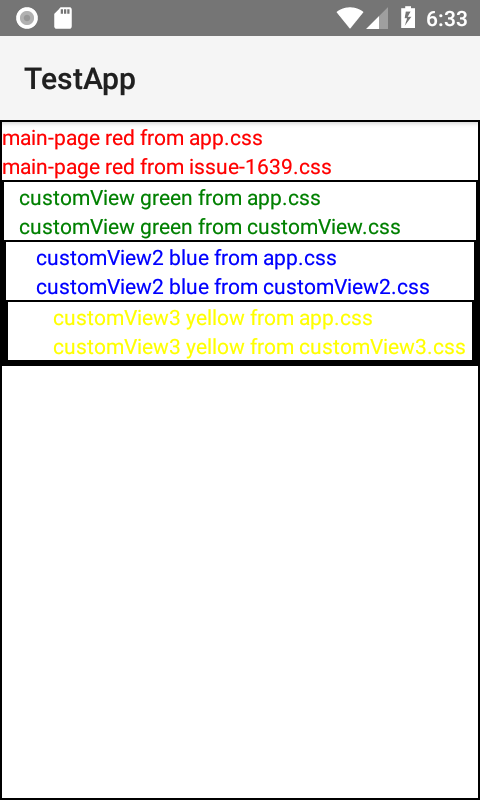 6:33
TestApp
main-page red from app.css
main-page red from issue-1639.css
customView green from app.css
customView green from customView.css
customView2 blue from app.css
customView2 blue from customView2.css
customView3 yellow from app.css
customView3 yellow from customView3.css